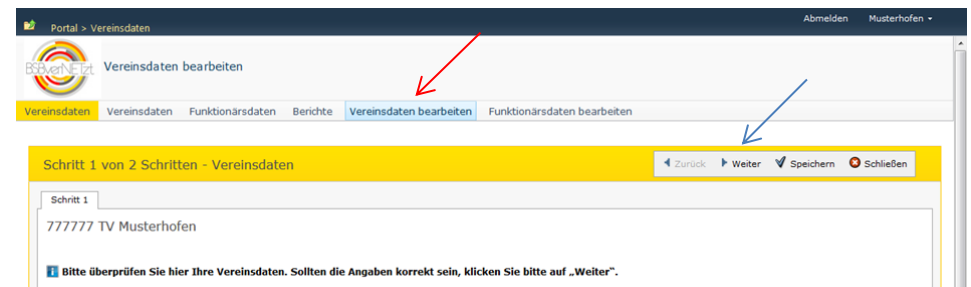 Abmelden Musterhofen
Portal > Vereinsdaten
BSBverNETzt Vereinsdaten bearbeiten
Vereinsdaten Vereinsdaten Funktionärsdaten Berichte Vereinsdaten bearbeiten Funktionärsdaten bearbeiten
Schritt 1 von 2 Schritten - Vereinsdaten Zurück Weiter Speichern Schließen
Schritt 1
777777 TV Musterhofen
Bitte überprüfen Sie hier Ihre Vereinsdaten. Sollten die Angaben korrekt sein, klicken Sie bitte auf „Weiter“.